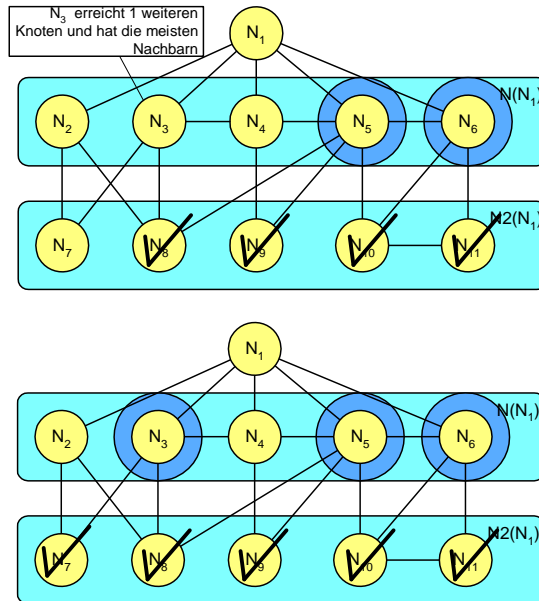 N₃ erreicht 1 weiteren
Knoten und hat die meisten
Nachbarn
N₁
N(N₁)
N₂ N₃ N₄ N₅ N₆
N2(N₁)
N₇ N₈ N₉ N₁₀ N₁₁
N₁
N(N₁)
N₂ N₃ N₄ N₅ N₆
N2(N₁)
N₇ N₈ N₉ N₁₀ N₁₁